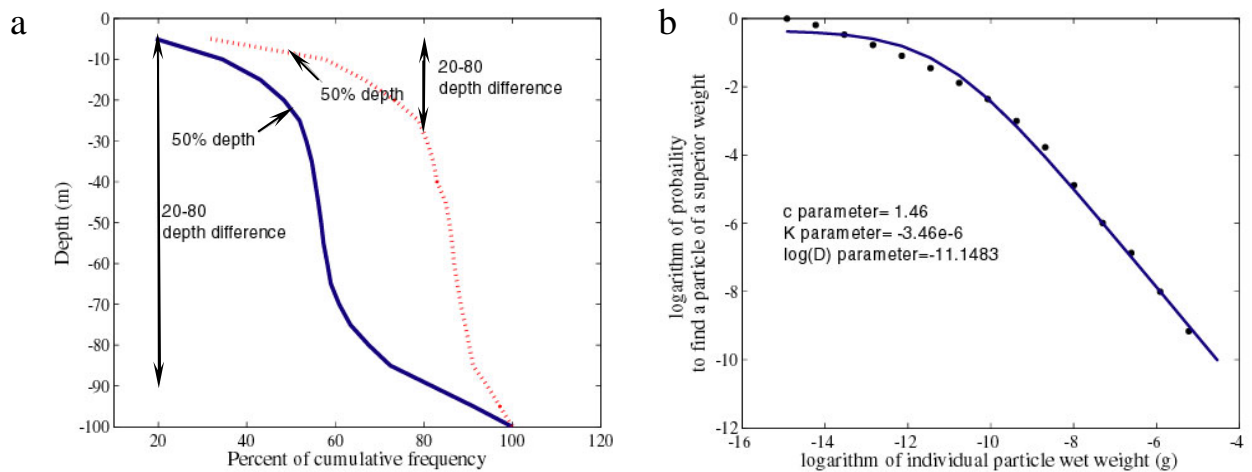 a
0
-10
-20
-30
-40
-50
-60
-70
-80
-90
-100
Depth (m)
20
40
60
80
100
120
Percent of cumulative frequency
20-80
depth difference
50% depth
50% depth
20-80
depth difference
b
0
-2
-4
-6
-8
-10
-12
logarithm of probaility
to find a particle of a superior weight
c parameter= 1.46
K parameter= -3.46e-6
log(D) parameter=-11.1483
-16
-14
-12
-10
-8
-6
-4
logarithm of individual particle wet weight (g)